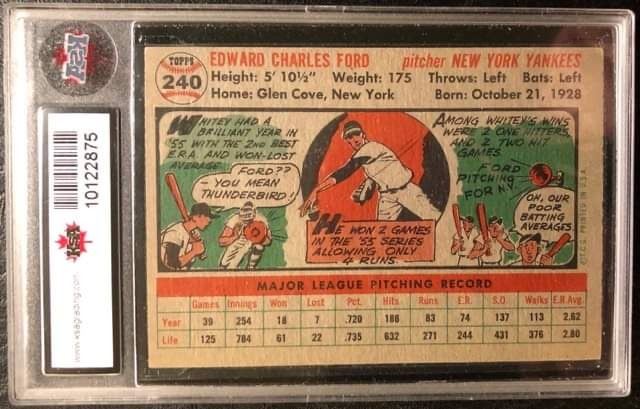 KSA
KSA
10122875
www.ksagrading.com
TOPPS
240
EDWARD CHARLES FORD pitcher NEW YORK YANKEES
Height: 5' 10½" Weight: 175 Throws: Left Bats: Left
Home: Glen Cove, New York Born: October 21, 1928
WHITEY HAD A
BRILLIANT YEAR IN
'55 WITH THE 2ND BEST
E.R.A. AND WON-LOST
AVERAGE
FORD??
- YOU MEAN
THUNDERBIRD!
HE WON 2 GAMES
IN THE '53 SERIES
ALLOWING ONLY
4 RUNS.
AMONG WHITEY'S WINS
WERE 2 ONE HITTERS,
AND 2 TWO HIT
GAMES.
FORD
PITCHING
FOR N.Y.
OH, OUR
POOR
BATTING
AVERAGES
©T.C.G. PRINTED IN U.S.A.
MAJOR LEAGUE PITCHING RECORD
Games Innings Won Lost Pct. Hits Runs E.R. S.O Walks E.R.Avg.
Year 39 254 18 7 .720 188 83 74 137 113 2.62
Life 125 784 61 22 .735 632 271 244 431 376 2.80